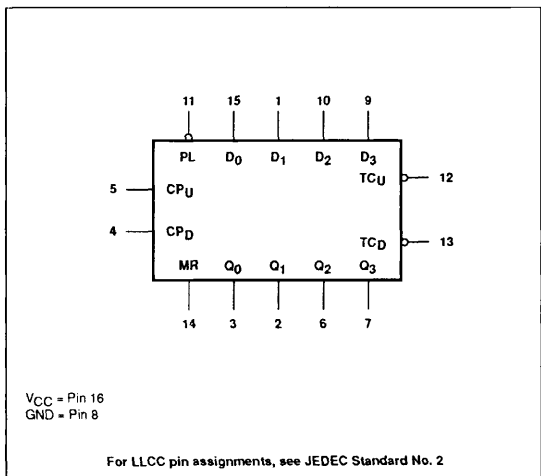 11 15 1 10 9
PL D0 D1 D2 D3
TCU 12
5 CPU
4 CPD
TCD 13
MR Q0 Q1 Q2 Q3
14 3 2 6 7
VCC = Pin 16
GND = Pin 8
For LLCC pin assignments, see JEDEC Standard No. 2